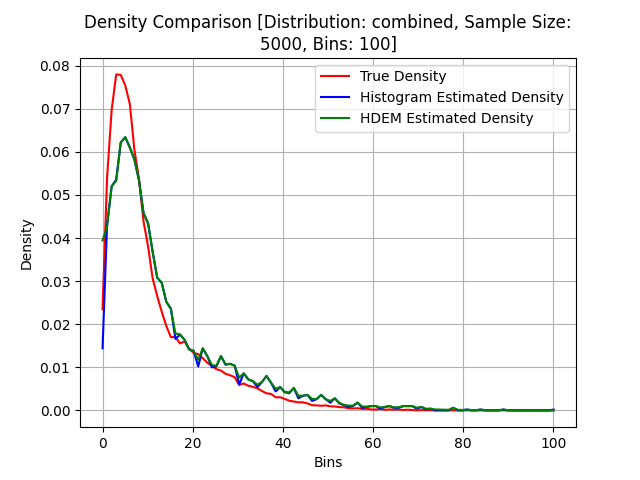 Density Comparison [Distribution: combined, Sample Size:
5000, Bins: 100]
True Density
Histogram Estimated Density
HDEM Estimated Density
Density
0.08
0.07
0.06
0.05
0.04
0.03
0.02
0.01
0.00
0 20 40 60 80 100
Bins